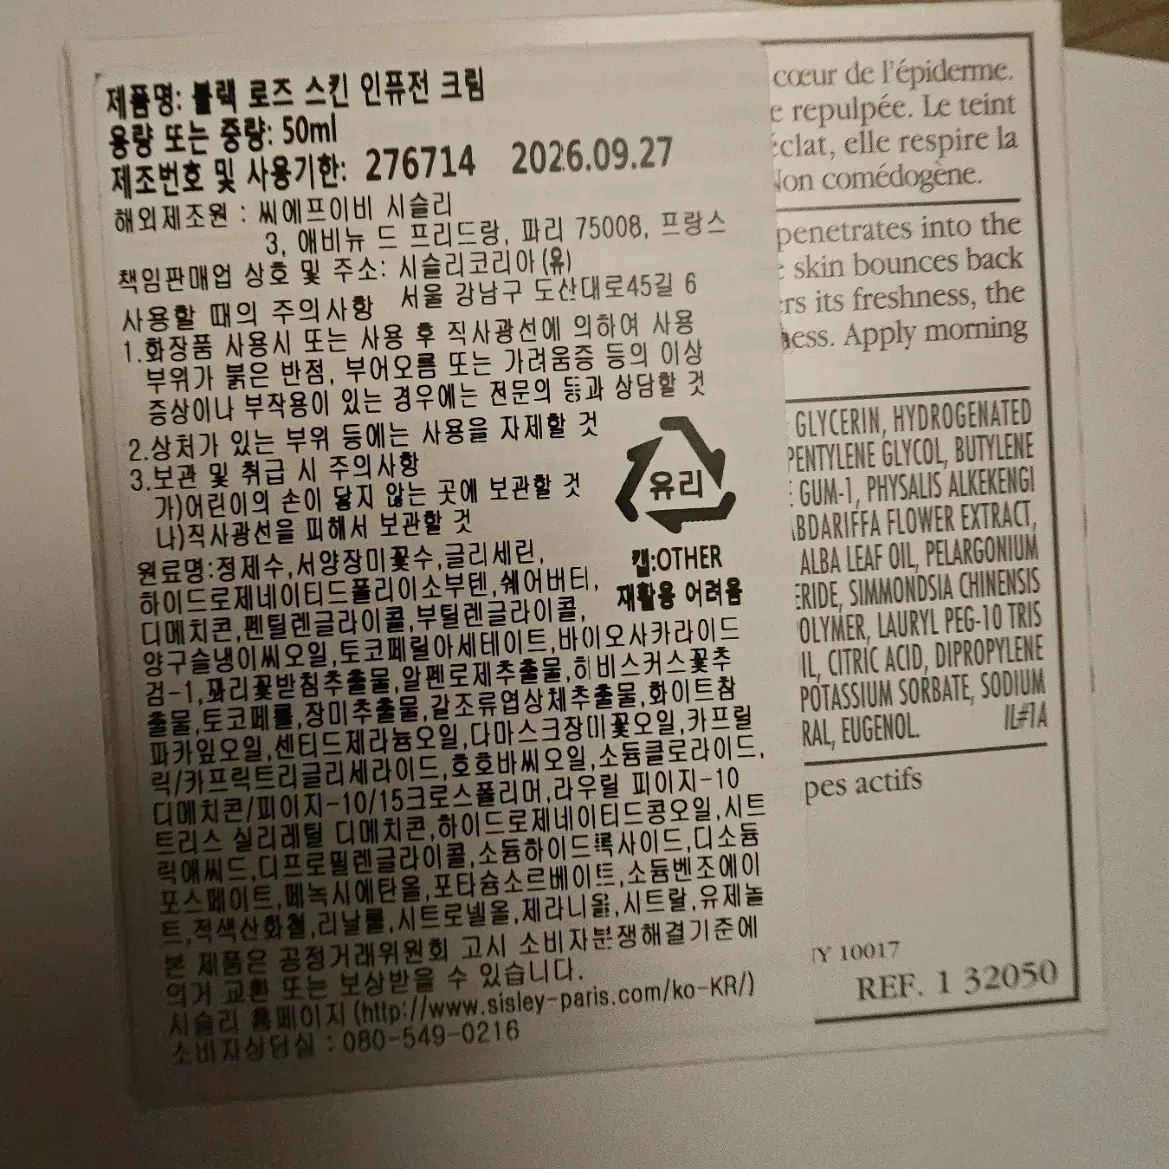 제품명: 블랙 로즈 스킨 인퓨전 크림
용량 또는 중량: 50ml
제조번호 및 사용기한: 276714 2026.09.27
해외제조원 : 씨에프이비 시슬리
3, 애비뉴 드 프리드랑, 파리 75008, 프랑스
책임판매업 상호 및 주소: 시슬리코리아(유)
서울 강남구 도산대로45길 6
사용할 때의 주의사항
1.화장품 사용시 또는 사용 후 직사광선에 의하여 사용
부위가 붉은 반점, 부어오름 또는 가려움증 등의 이상
증상이나 부작용이 있는 경우에는 전문의 등과 상담할 것
2.상처가 있는 부위 등에는 사용을 자제할 것
3.보관 및 취급 시 주의사항
가)어린이의 손이 닿지 않는 곳에 보관할 것
나)직사광선을 피해서 보관할 것
유리
캡:OTHER
재활용 어려움
원료명:정제수,서양장미꽃수,글리세린,
하이드로제네이티드폴리이소부텐,쉐어버터,
디메치콘,펜틸렌글라이콜,부틸렌글라이콜,
양구슬냉이씨오일,토코페릴아세테이트,바이오사카라이드
검-1,꽈리꽃받침추출물,알펜로제추출물,히비스커스꽃추
출물,토코페롤,장미추출물,갈조류엽상체추출물,화이트참
파카잎오일,센티드제라늄오일,다마스크장미꽃오일,카프릴
릭/카프릭트리글리세라이드,호호바씨오일,소듐클로라이드,
디메치콘/피이지-10/15크로스폴리머,라우릴 피이지-10
트리스 실리레틸 디메치콘,하이드로제네이티드콩오일,시트
릭애씨드,디프로필렌글라이콜,소듐하이드록사이드,디소듐
포스페이트,페녹시에탄올,포타슘소르베이트,소듐벤조에이
트,적색산화철,리날룰,시트로넬올,제라니올,시트랄,유제놀
본 제품은 공정거래위원회 고시 소비자분쟁해결기준에
의거 교환 또는 보상받을 수 있습니다.
시슬리 홈페이지(http://www.sisley-paris.com/ko-KR/)
소비자상담실 : 080-549-0216
cœur de l'épiderme.
e repulpée. Le teint
éclat, elle respire la
Non comédogène.
penetrates into the
skin bounces back
ers its freshness, the
ess. Apply morning
GLYCERIN, HYDROGENATED
PENTYLENE GLYCOL, BUTYLENE
GUM-1, PHYSALIS ALKEKENGI
ABDARIFFA FLOWER EXTRACT,
ALBA LEAF OIL, PELARGONIUM
ERIDE, SIMMONDSIA CHINENSIS
OLYMER, LAURYL PEG-10 TRIS
IL, CITRIC ACID, DIPROPYLENE
POTASSIUM SORBATE, SODIUM
RAL, EUGENOL. IL#1A
pes actifs
Y 10017
REF. 1 32050